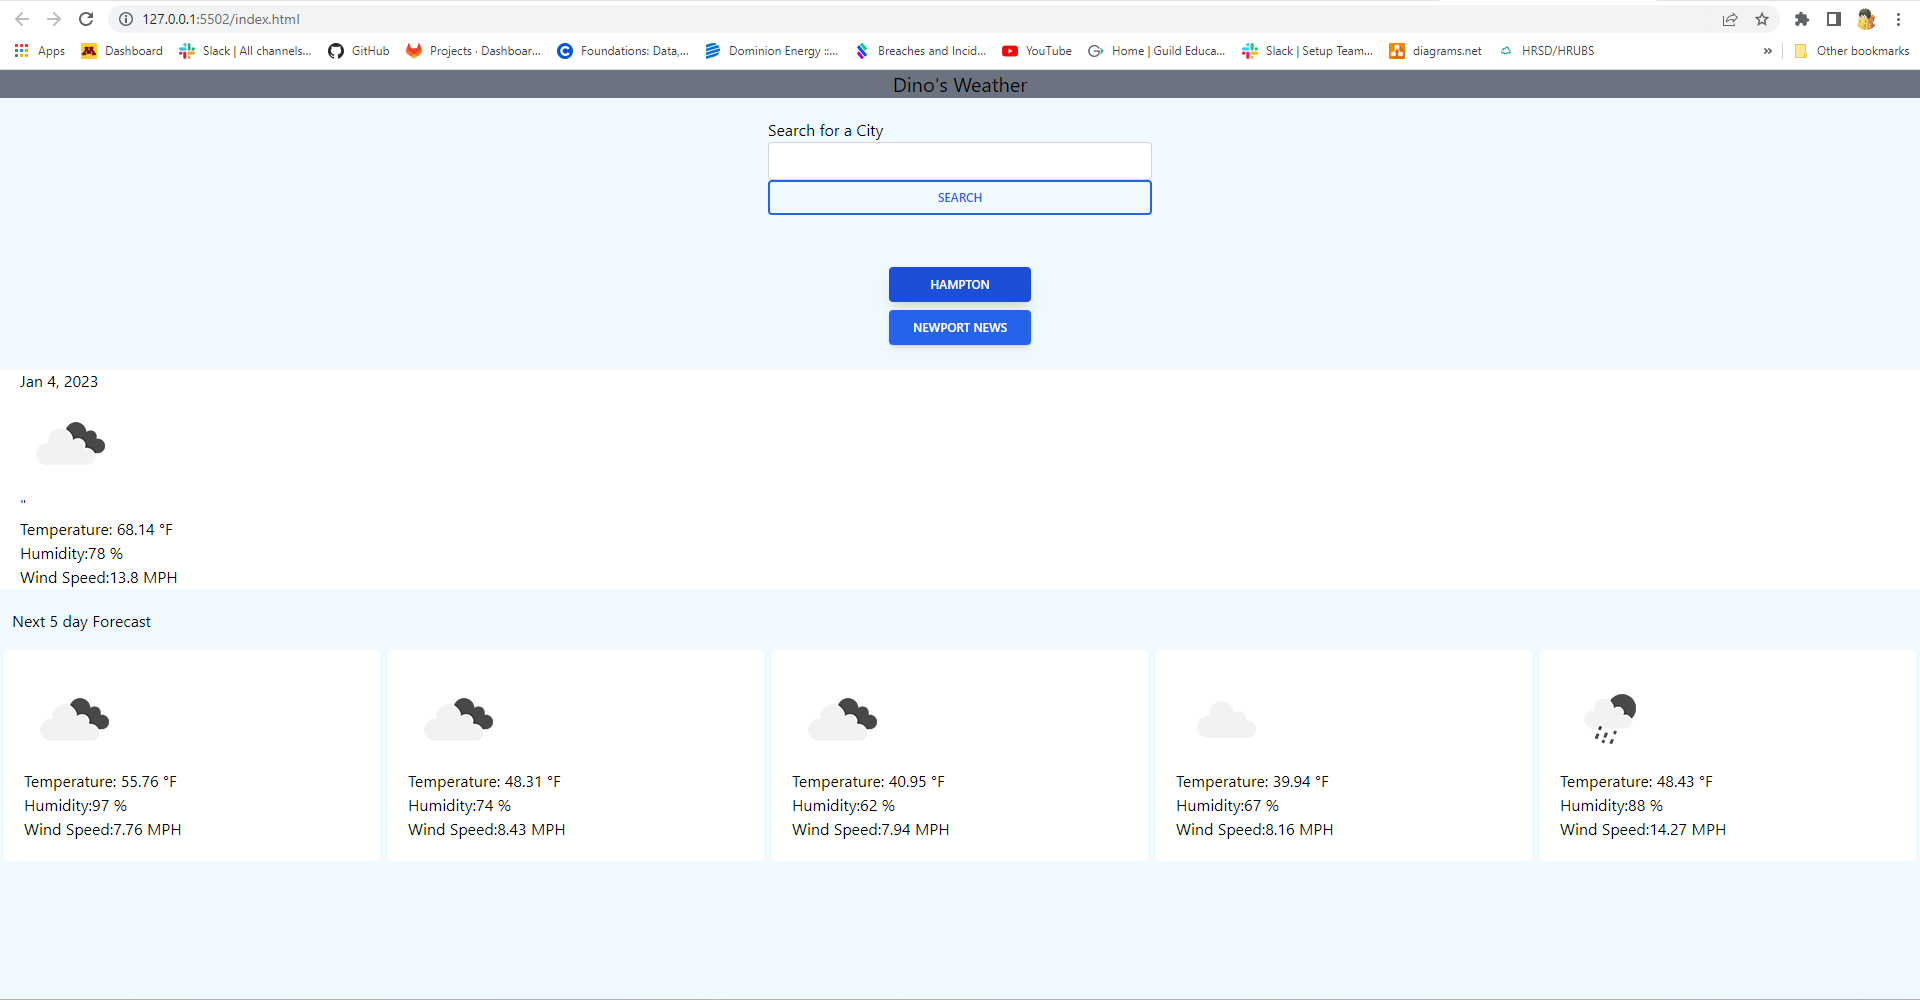 127.0.0.1:5502/index.html
Apps Dashboard Slack | All channels... GitHub Projects · Dashboar... Foundations: Data,... Dominion Energy ::... Breaches and Incid... YouTube Home | Guild Educa... Slack | Setup Team... diagrams.net HRSD/HRUBS » Other bookmarks
Dino's Weather
Search for a City
SEARCH
HAMPTON
NEWPORT NEWS
Jan 4, 2023
"
Temperature: 68.14 °F
Humidity:78 %
Wind Speed:13.8 MPH
Next 5 day Forecast
Temperature: 55.76 °F
Humidity:97 %
Wind Speed:7.76 MPH
Temperature: 48.31 °F
Humidity:74 %
Wind Speed:8.43 MPH
Temperature: 40.95 °F
Humidity:62 %
Wind Speed:7.94 MPH
Temperature: 39.94 °F
Humidity:67 %
Wind Speed:8.16 MPH
Temperature: 48.43 °F
Humidity:88 %
Wind Speed:14.27 MPH